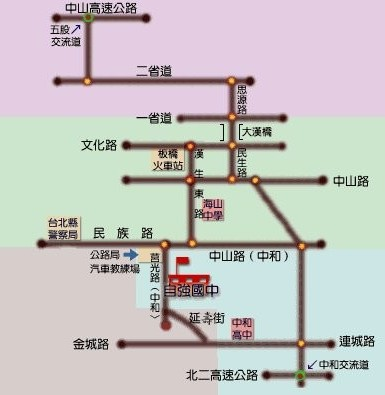 中山高速公路
五股
交流道
二省道
思源路
一省道
大漢橋
文化路
板橋
火車站
漢生東路
民生路
中山路
海山
中學
台北縣
警察局
民族路
公路局
汽車教練場
莒光路(中和)
中山路(中和)
自強國中
延壽街
中和
高中
金城路
連城路
中和交流道
北二高速公路